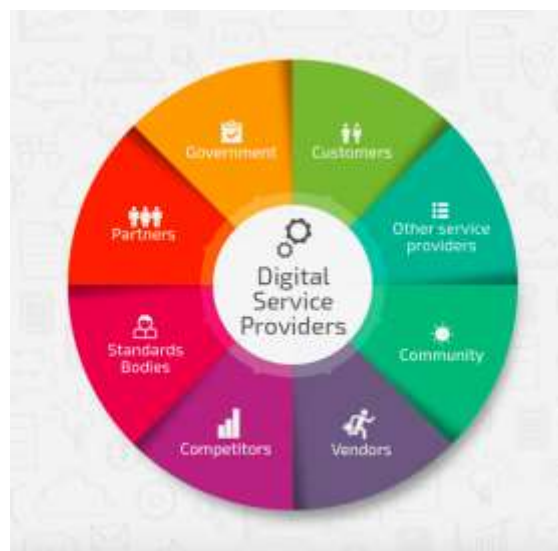 Government
Customers
Partners
Other service
providers
Digital
Service
Providers
Standards
Bodies
Community
Competitors
Vendors